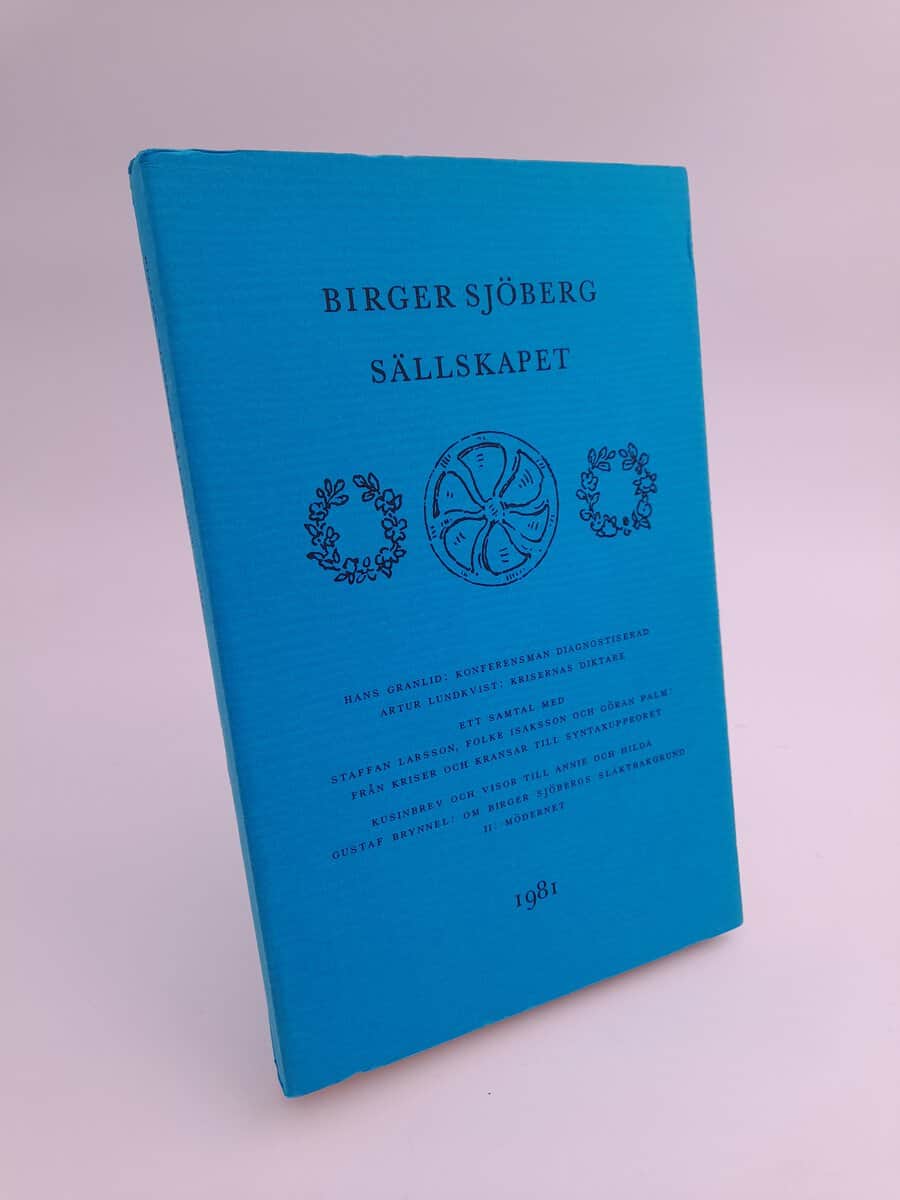 BIRGER SJÖBERG
SÄLLSKAPET
HANS GRANLID: KONFERENSMAN DIAGNOSTISERAD
ARTUR LUNDKVIST: KRISERNAS DIKTARE
ETT SAMTAL MED
STAFFAN LARSSON, FOLKE ISAKSSON OCH GÖRAN PALM:
FRÅN KRISER OCH KRANSAR TILL SYNTAXUPPRORET
KUSINBREV OCH VISOR TILL ANNIE OCH HILDA
GUSTAF BRYNNEL: OM BIRGER SJÖBERGS SLÄKTBAKGRUND
II: MÖDERNET
1981